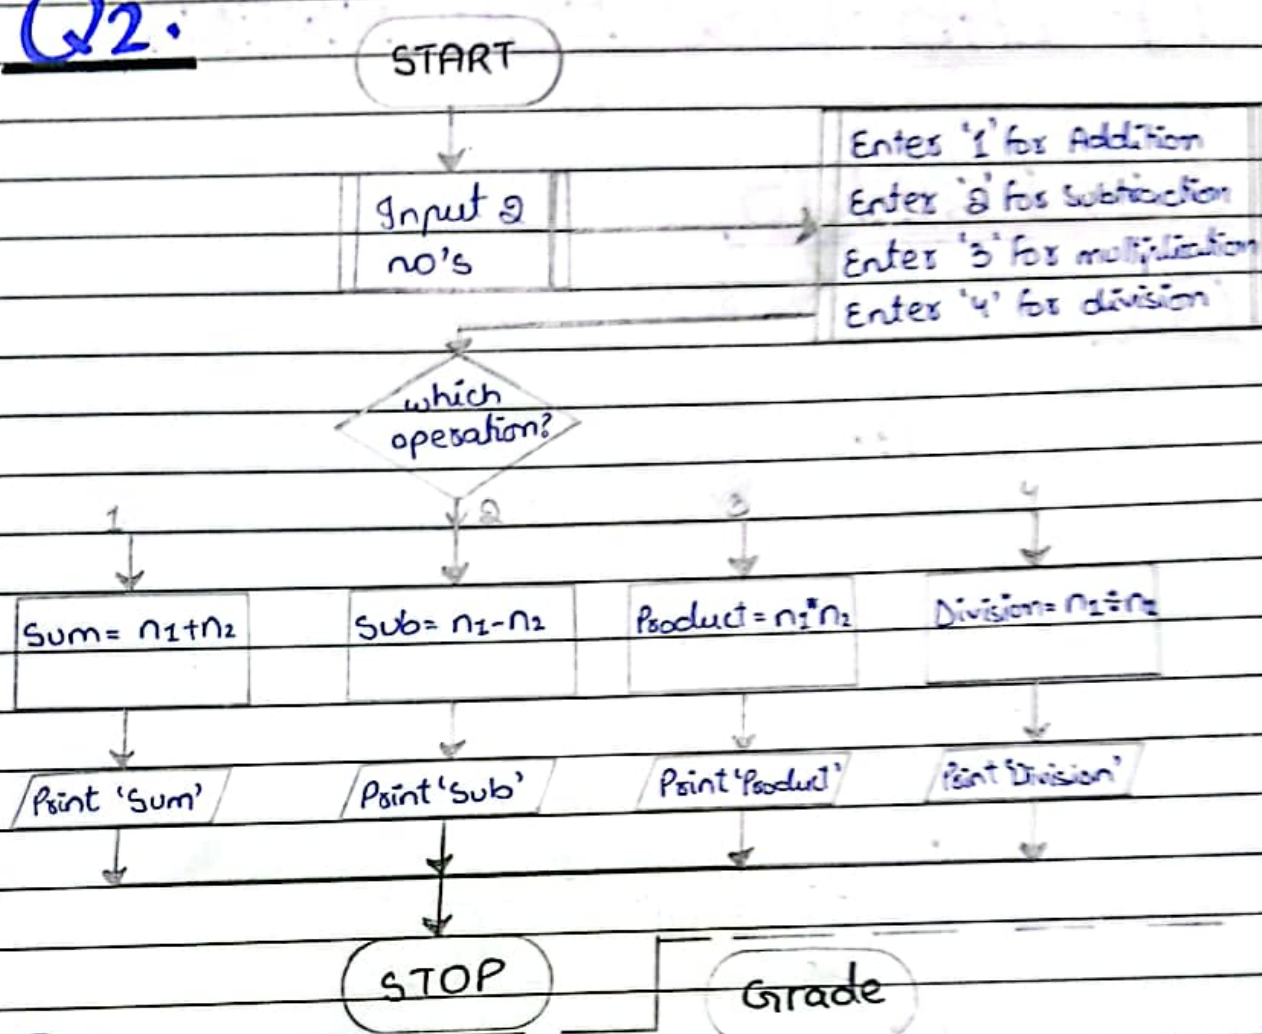 Q2.
START
Input 2
no's
Enter '1' for Addition
Enter '2' for Subtraction
Enter '3' for multiplication
Enter '4' for division
which
operation?
1
2
3
4
Sum= n1+n2
Sub= n1-n2
Product= n1*n2
Division= n1÷n2
Print 'Sum'
Print 'Sub'
Print 'Product'
Print 'Division'
STOP
Grade